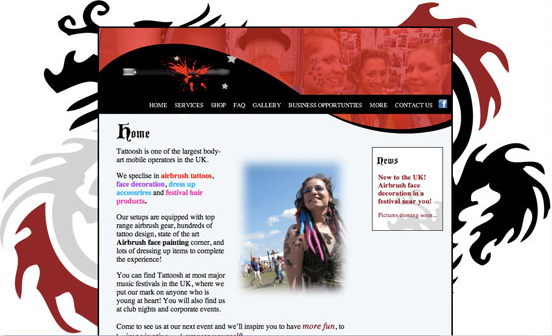 HOME SERVICES SHOP FAQ GALLERY BUSINESS OPPORTUNTIES MORE CONTACT US
Home
Tattoosh is one of the largest body-
art mobile operators in the UK.
We specilise in airbrush tattoos,
face decoration, dress up
accessories and festival hair
products.
Our setups are equipped with top
range airbrush gear, hundreds of
tattoo design, state of the art
Airbrush face painting corner, and
lots of dressing up items to complete
the experience!
You can find Tattoosh at most major
music festivals in the UK, where we
put our mark on anyone who is
young at heart! You will also find us
at club nights and corporate events.
Come to see us at our next event and we'll inspire you to have more fun, to
News
New to the UK!
Airbrush face
decoration in a
festival near you!
Pictures coming soon...